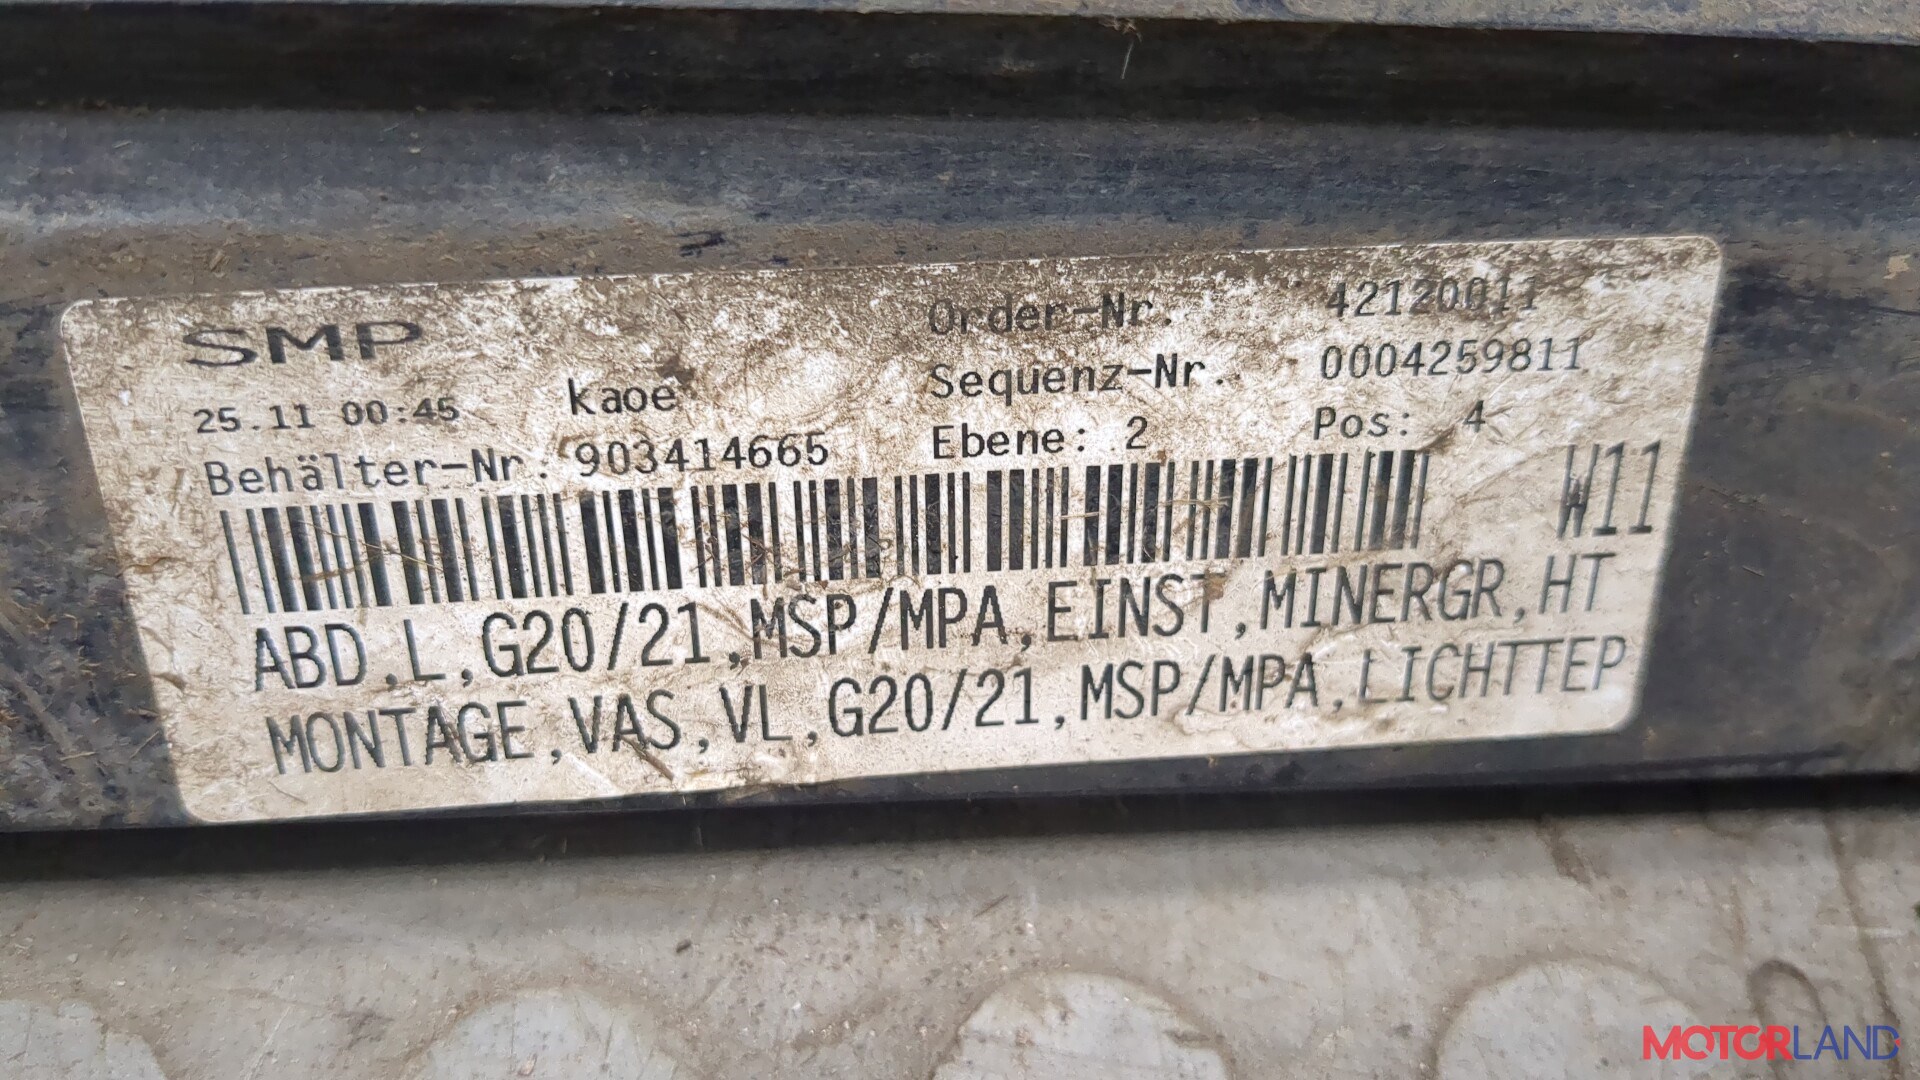 SMP
Order-Nr. 42120011
25.11 00:45 kaoe Sequenz-Nr. 0004259811
Behälter-Nr. 903414665 Ebene: 2 Pos: 4
W11
ABD,L,G20/21,MSP/MPA,EINST,MINERGR,HT
MONTAGE,VAS,VL,G20/21,MSP/MPA,LICHTTEP
MOTORLAND